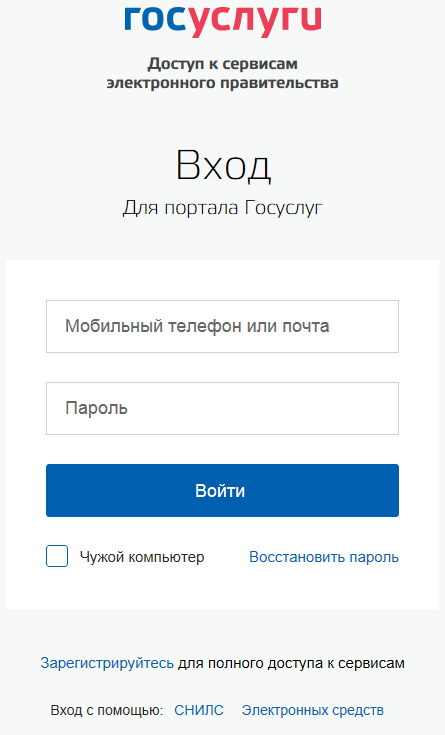 госуслуги
Доступ к сервисам
электронного правительства
Вход
Для портала Госуслуг
Мобильный телефон или почта
Пароль
Войти
Чужой компьютер Восстановить пароль
Зарегистрируйтесь для полного доступа к сервисам
Вход с помощью: СНИЛС Электронных средств